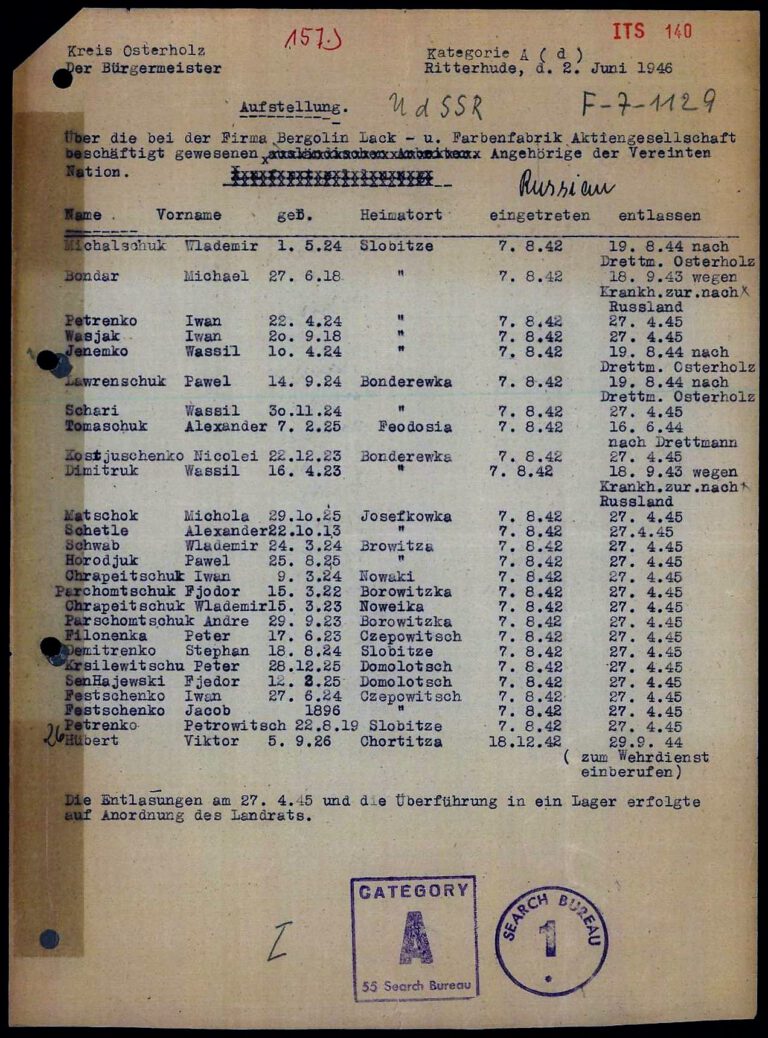 157.)
ITS 140
Kreis Osterholz
Der Bürgermeister
Kategorie A ( d )
Ritterhude, d. 2. Juni 1946
Aufstellung.
UdSSR
F-7-1129
Über die bei der Firma Bergolin Lack - u. Farbenfabrik Aktiengesellschaft
beschäftigt gewesenen ausländischen Arbeiter Angehörige der Vereinten
Nation.
Russian
Name Vorname geb. Heimatort eingetreten entlassen
Michalschuk Wlademir 1. 5.24 Slobitze 7. 8.42 19. 8.44 nach
Drettm. Osterholz
Bondar Michael 27. 6.18 " 7. 8.42 18. 9.43 wegen
Krankh.zur.nach
Russland
Petrenko Iwan 22. 4.24 " 7. 8.42 27. 4.45
Wasjak Iwan 2o. 9.18 " 7. 8.42 27. 4.45
Jenemko Wassil 1o. 4.24 " 7. 8.42 19. 8.44 nach
Drettm. Osterholz
Lawrenschuk Pawel 14. 9.24 Bonderewka 7. 8.42 19. 8.44 nach
Drettm. Osterholz
Schari Wassil 3o.11.24 " 7. 8.42 27. 4.45
Tomaschuk Alexander 7. 2.25 Feodosia 7. 8.42 16. 6.44
nach Drettmann
Kostjuschenko Nicolei 22.12.23 Bonderewka 7. 8.42 27. 4.45
Dimitruk Wassil 16. 4.23 " 7. 8.42 18. 9.43 wegen
Krankh.zur.nach
Russland
Matschok Michola 29.1o.25 Josefkowka 7. 8.42 27. 4.45
Schetle Alexander22.1o.13 " 7. 8.42 27.4.45
Schwab Wlademir 24. 3.24 Browitza 7. 8.42 27. 4.45
Horodjuk Pawel 25. 8.25 " 7. 8.42 27. 4.45
Chrapeitschuk Iwan 9. 3.24 Nowaki 7. 8.42 27. 4.45
Parchomtschuk Fjodor 15. 3.22 Borowitzka 7. 8.42 27. 4.45
Chrapeitschuk Wlademir15. 3.23 Noweika 7. 8.42 27. 4.45
Parschomtschuk Andre 29. 9.23 Borowitzka 7. 8.42 27. 4.45
Filonenka Peter 17. 6.23 Czepowitsch 7. 8.42 27. 4.45
Demitrenko Stephan 18. 8.24 Slobitze 7. 8.42 27. 4.45
Krsilewitschu Peter 28.12.25 Domolotsch 7. 8.42 27. 4.45
SenHajewski Fjedor 12. 2.25 Domolotsch 7. 8.42 27. 4.45
Festschenko Iwan 27. 6.24 Czepowitsch 7. 8.42 27. 4.45
Festschenko Jacob 1896 " 7. 8.42 27. 4.45
Petrenko Petrowitsch 22.8.19 Slobitze 7. 8.42 27. 4.45
26 Hübert Viktor 5. 9.26 Chortitza 18.12.42 29.9. 44
( zum Wehrdienst
einberufen)
Die Entlasungen am 27. 4.45 und die Überführung in ein Lager erfolgte
auf Anordnung des Landrats.
I
CATEGORY
A
55 Search Bureau
SEARCH BUREAU
1